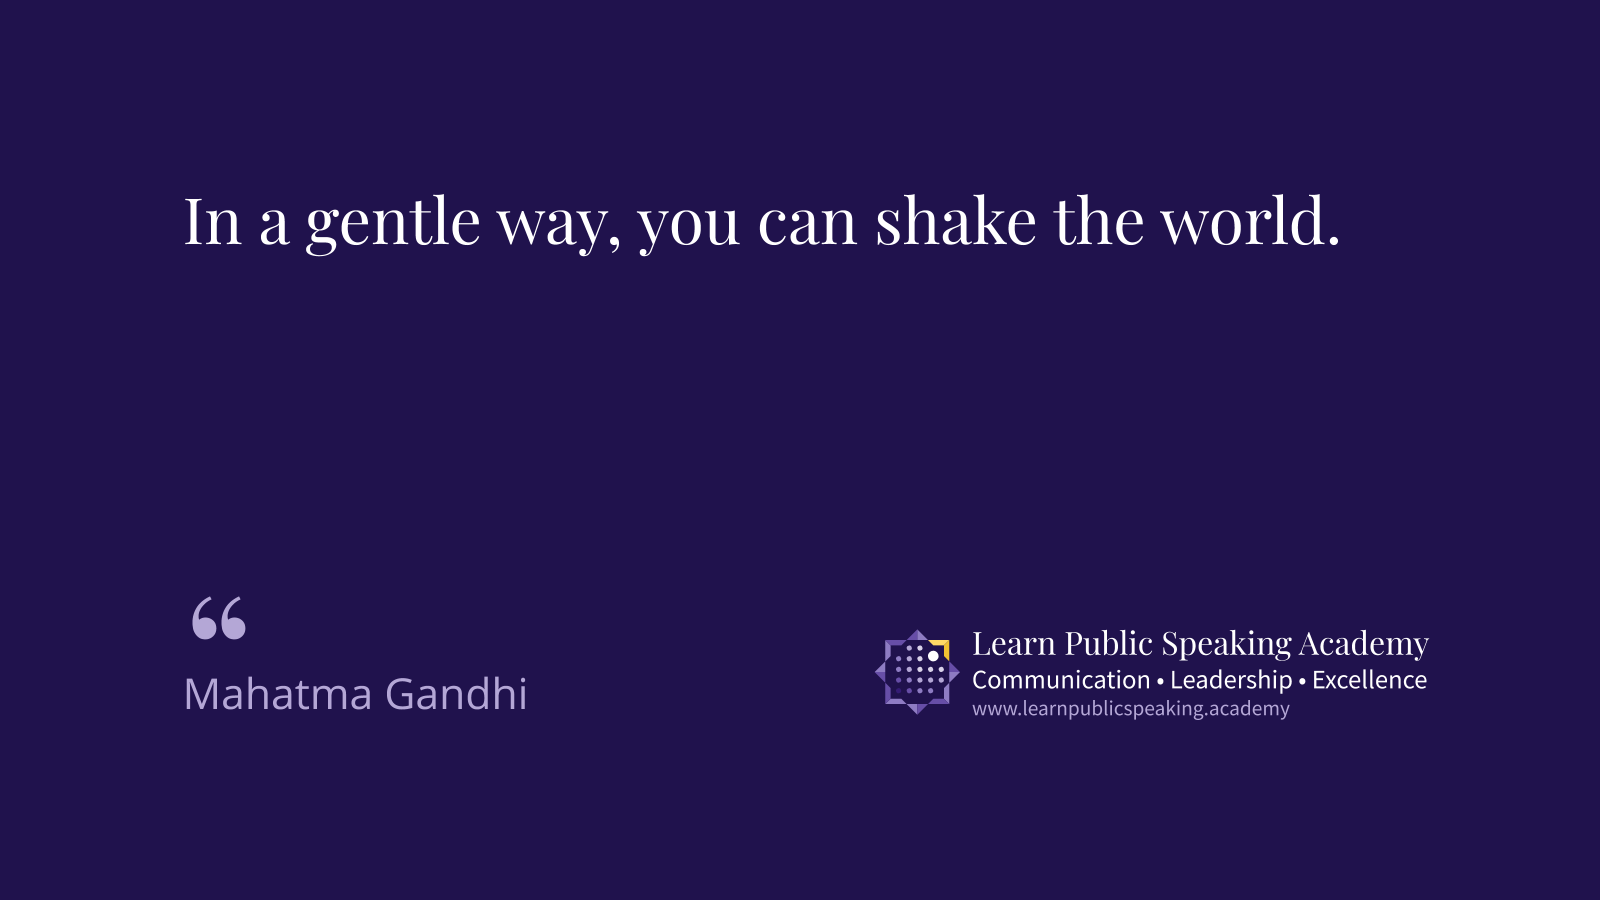 In a gentle way, you can shake the world.
“
Mahatma Gandhi
Learn Public Speaking Academy
Communication • Leadership • Excellence
www.learnpublicspeaking.academy